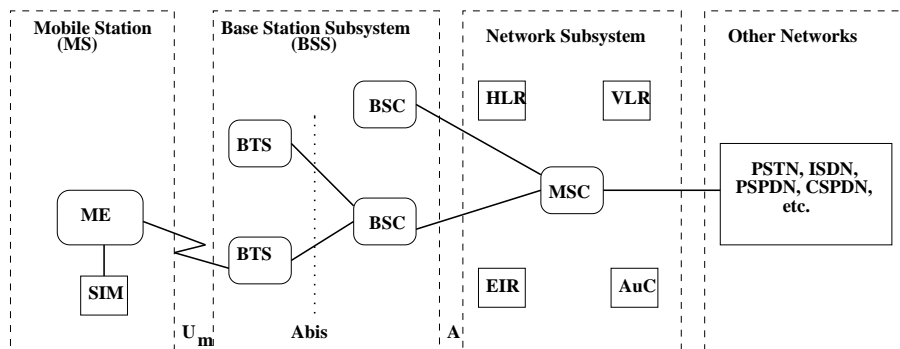 Mobile Station
(MS)
Base Station Subsystem
(BSS)
Network Subsystem
Other Networks
HLR
VLR
BSC
BTS
PSTN, ISDN,
PSPDN, CSPDN,
etc.
MSC
ME
BSC
BTS
SIM
EIR
AuC
Um
Abis
A